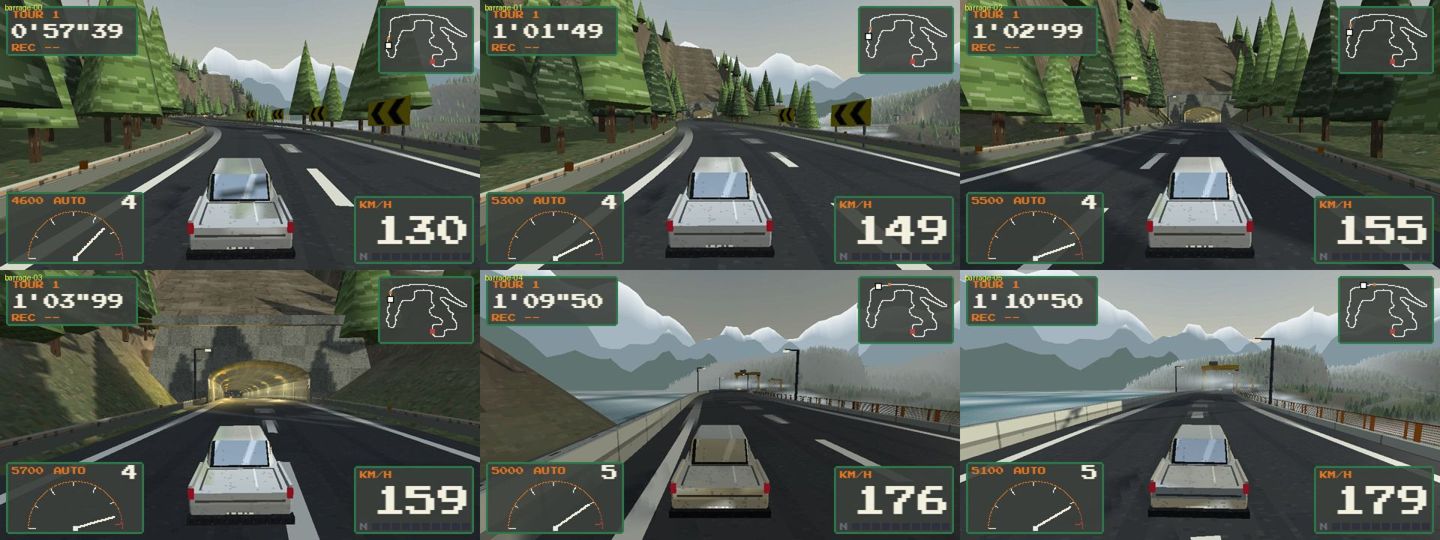 barrage-00
TOUR 1
0'57"39
REC --
4600 AUTO 4
KM/H
130
N
barrage-01
TOUR 1
1'01"49
REC --
5300 AUTO 4
KM/H
149
N
barrage-02
TOUR 1
1'02"99
REC --
5500 AUTO 4
KM/H
155
N
barrage-03
TOUR 1
1'03"99
REC --
5700 AUTO 4
KM/H
159
N
barrage-04
TOUR 1
1'09"50
REC --
5000 AUTO 5
KM/H
176
N
barrage-05
TOUR 1
1'10"50
REC --
5100 AUTO 5
KM/H
179
N